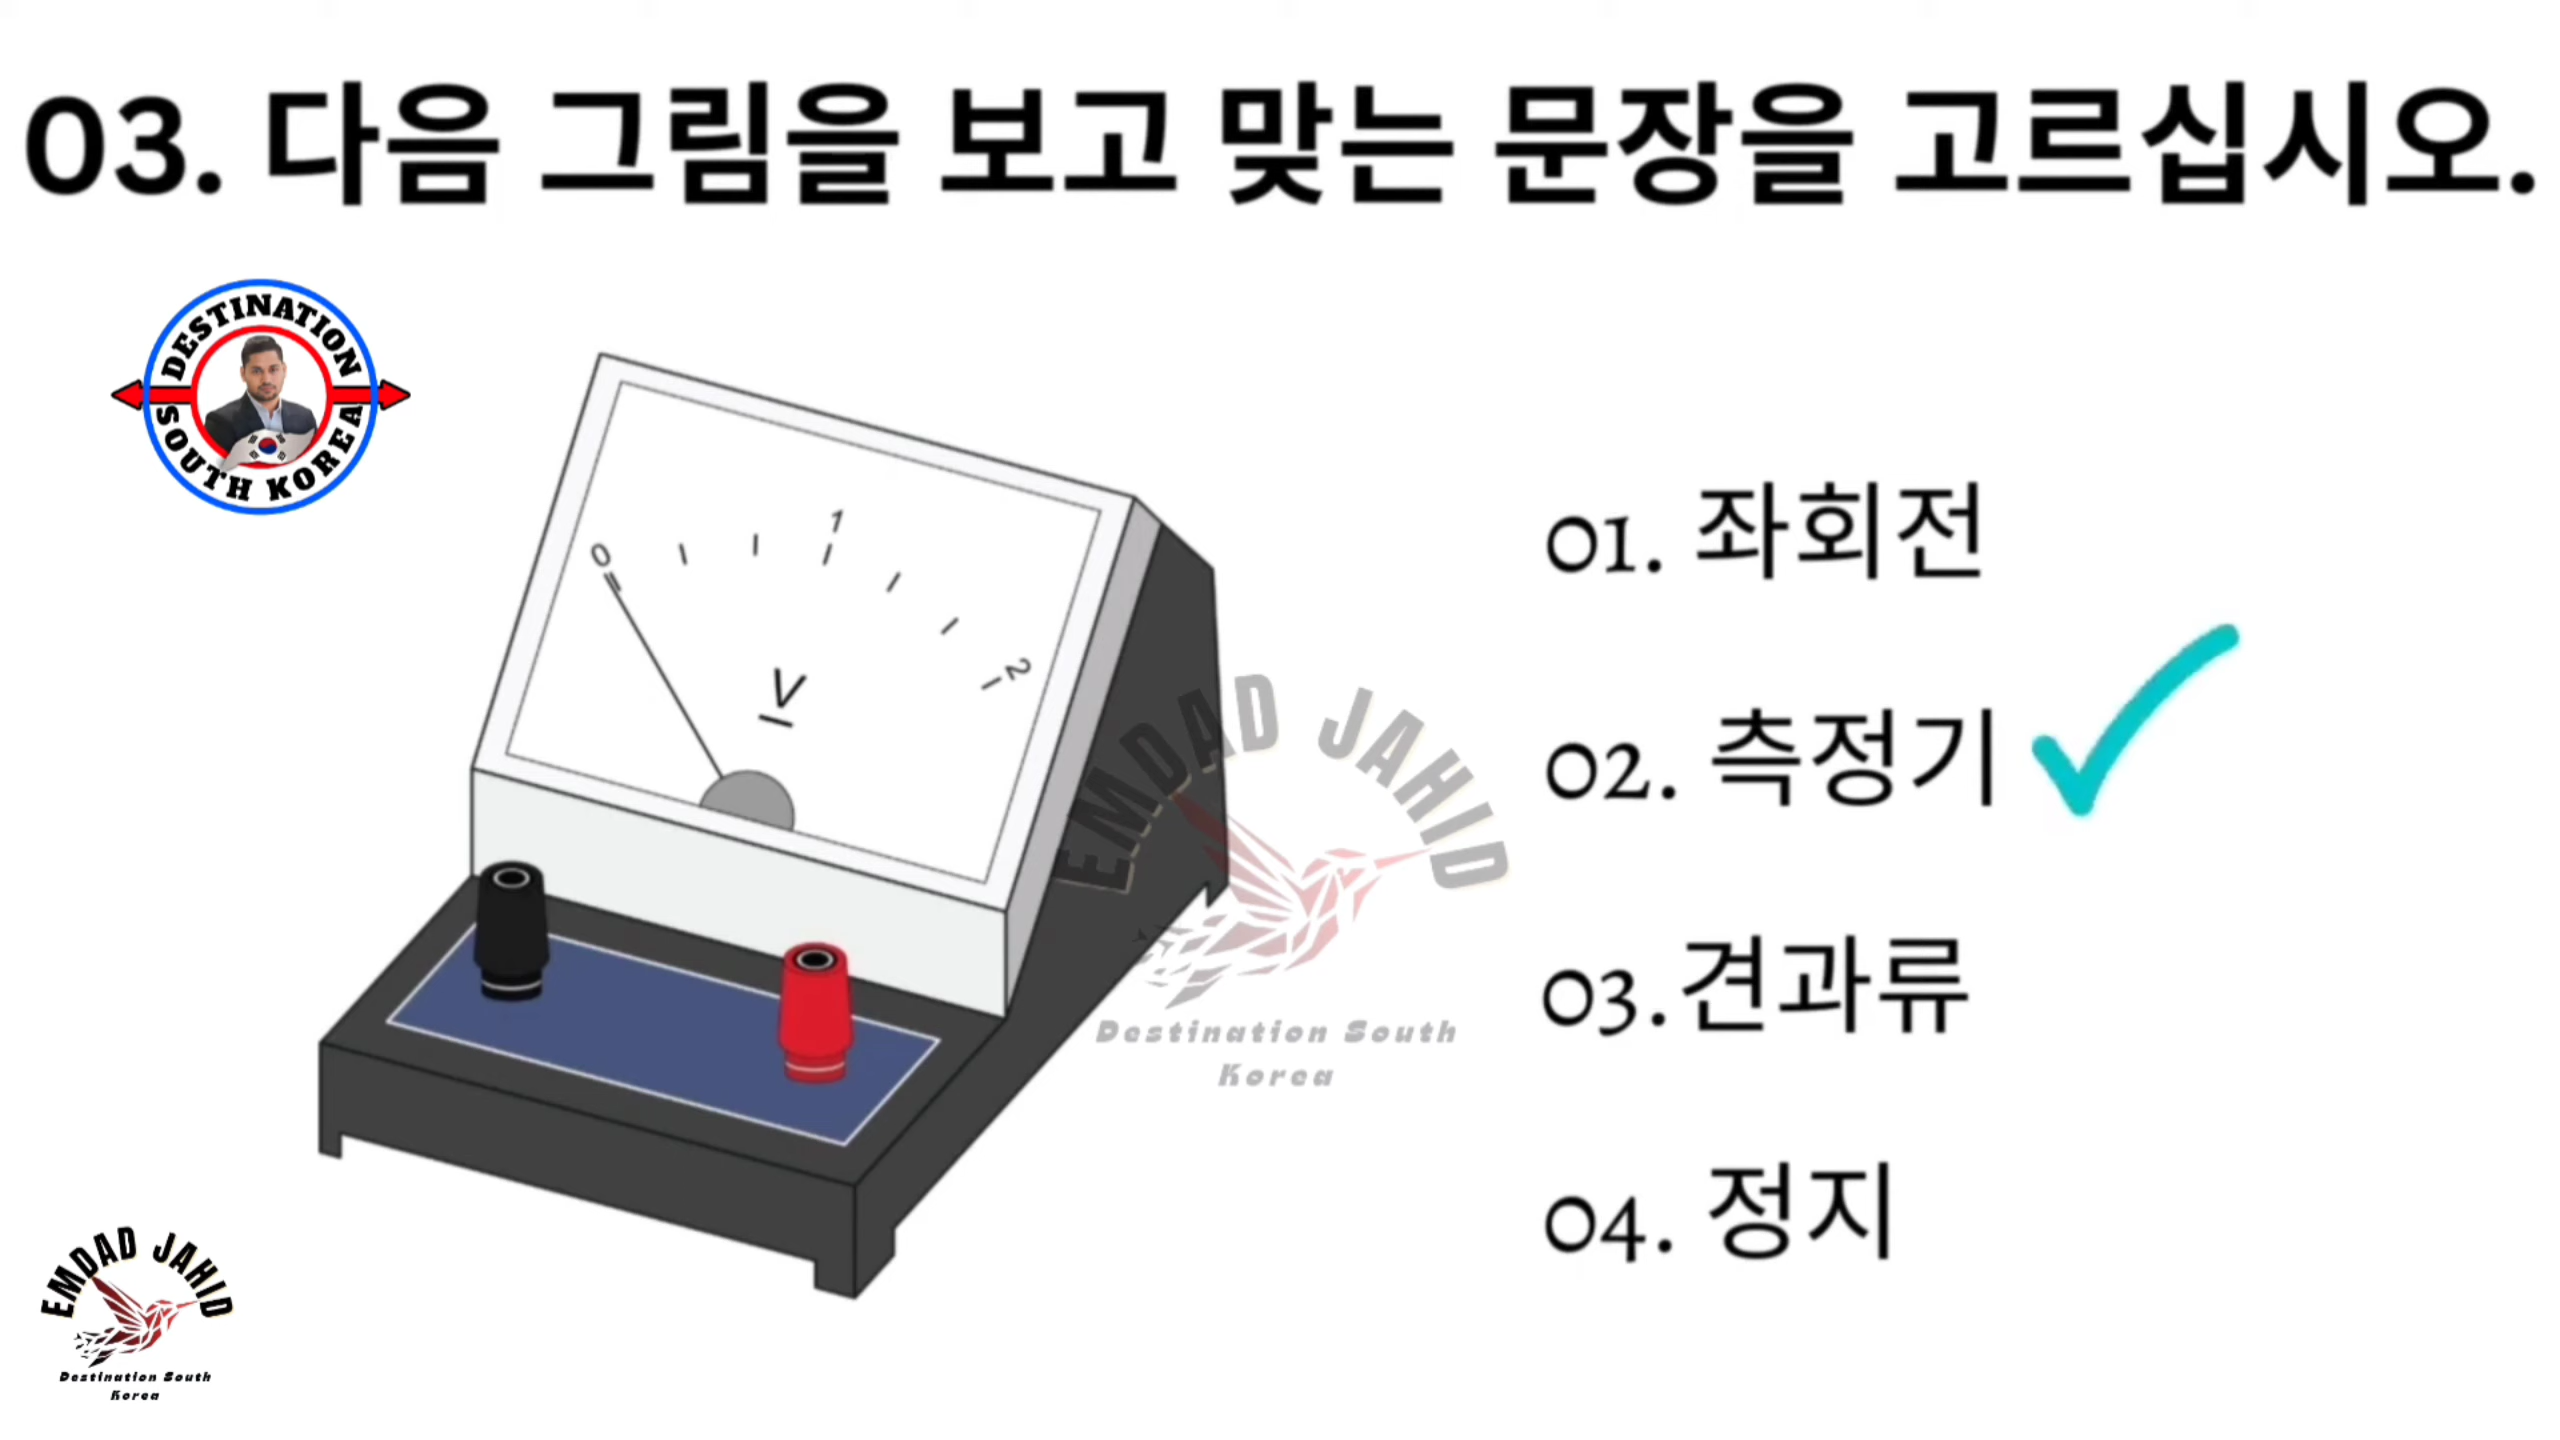 03. 다음 그림을 보고 맞는 문장을 고르십시오.
DESTINATION
SOUTH KOREA
0
1
2
V
01. 좌회전
02. 측정기
03.견과류
04. 정지
EMDAD JAHID
Destination South
Korea
EMDAD JAHID
Destination South
Korea